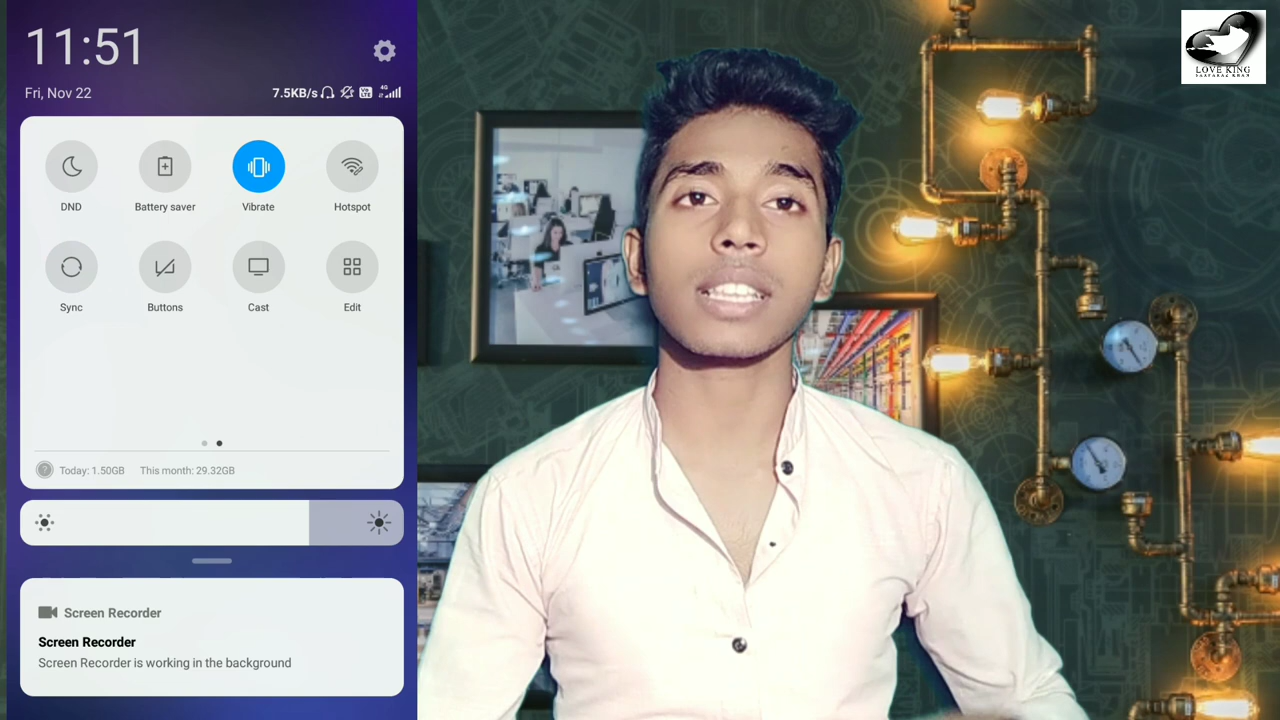 11:51
Fri, Nov 22
7.5KB/s
4G
DND
Battery saver
Vibrate
Hotspot
Sync
Buttons
Cast
Edit
Today: 1.50GB This month: 29.32GB
Screen Recorder
Screen Recorder
Screen Recorder is working in the background
LOVE KING